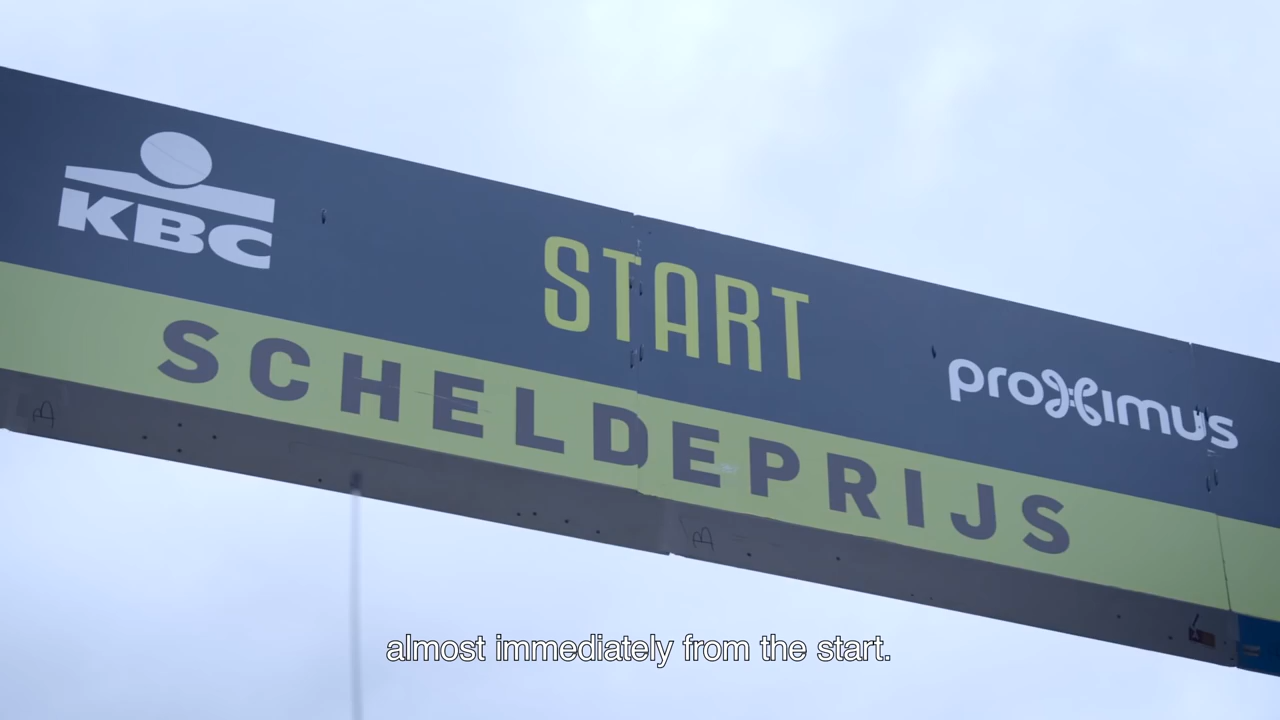 KBC
START
proximus
SCHELDEPRIJS
B
B
almost immediately from the start.